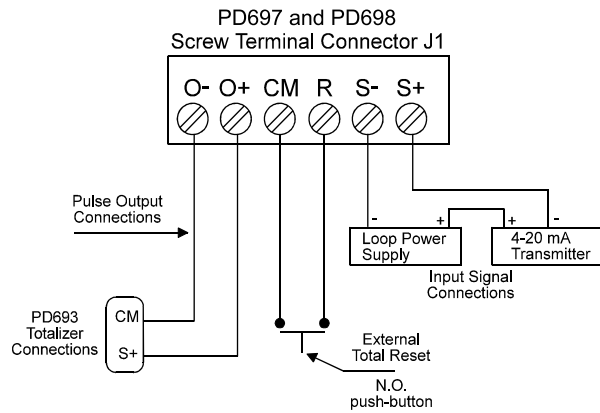 PD697 and PD698
Screw Terminal Connector J1
O- O+ CM R S- S+
Pulse Output
Connections
- + + -
Loop Power
Supply
4-20 mA
Transmitter
Input Signal
Connections
PD693
Totalizer
Connections
CM
S+
External
Total Reset
N.O.
push-button